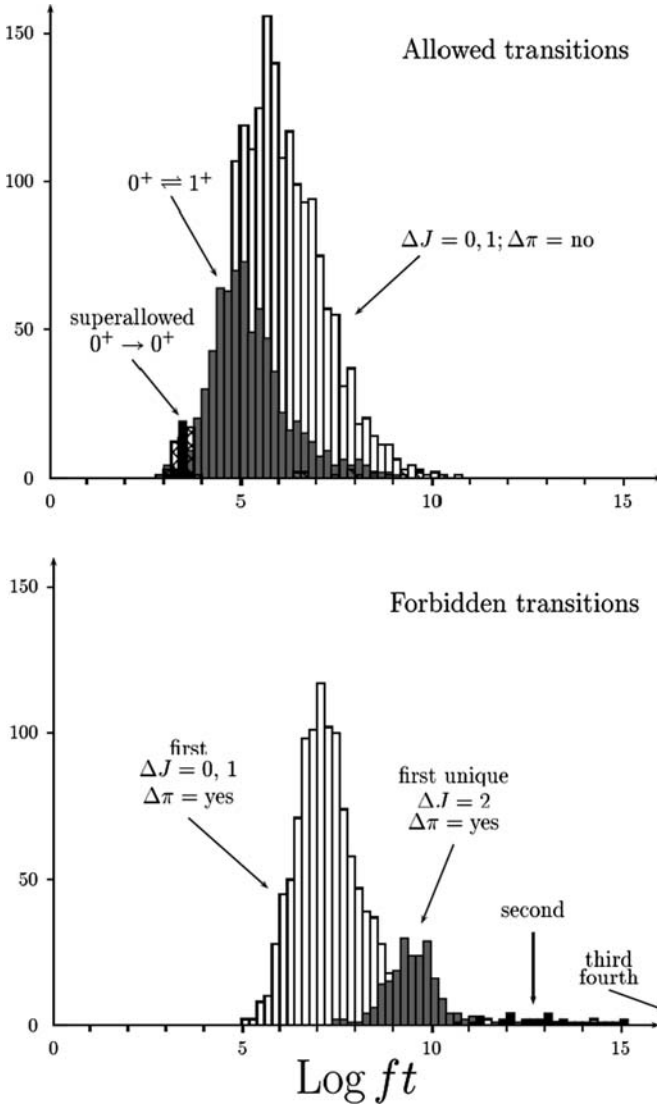 150
Allowed transitions
100
0⁺ ⇌ 1⁺
ΔJ = 0, 1; Δπ = no
superallowed
0⁺ → 0⁺
50
0
0 5 10 15
150
Forbidden transitions
100
first
ΔJ = 0, 1
Δπ = yes
first unique
ΔJ = 2
Δπ = yes
50
second
third
fourth
0
0 5 10 15
Log ft